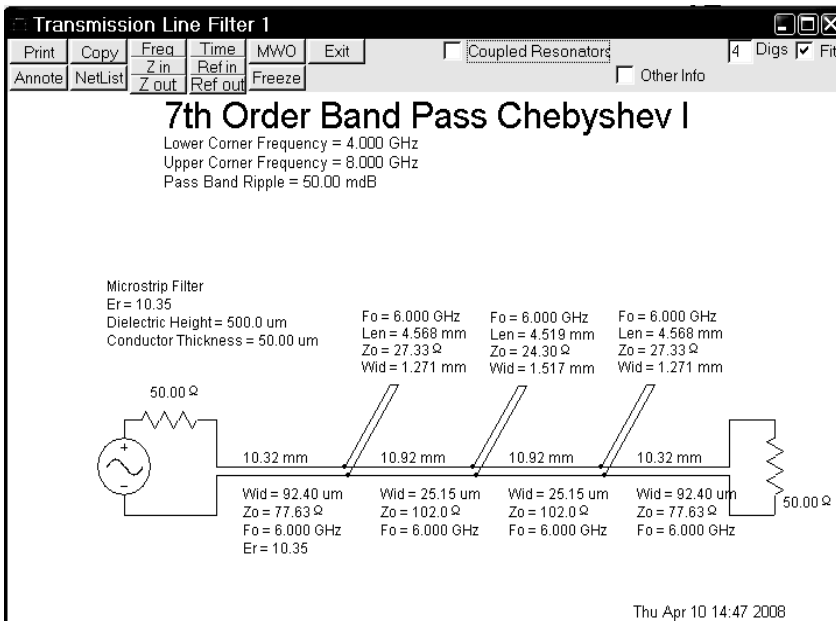 Transmission Line Filter 1
Print Copy Freq Time MWO Exit Coupled Resonators 4 Digs Fit
Z in Ref in
Annote NetList Z out Ref out Freeze Other Info
7th Order Band Pass Chebyshev I
Lower Corner Frequency = 4.000 GHz
Upper Corner Frequency = 8.000 GHz
Pass Band Ripple = 50.00 mdB
Microstrip Filter
Er = 10.35
Dielectric Height = 500.0 um
Conductor Thickness = 50.00 um
Fo = 6.000 GHz Fo = 6.000 GHz Fo = 6.000 GHz
Len = 4.568 mm Len = 4.519 mm Len = 4.568 mm
Zo = 27.33 Ω Zo = 24.30 Ω Zo = 27.33 Ω
Wid = 1.271 mm Wid = 1.517 mm Wid = 1.271 mm
50.00 Ω
10.32 mm 10.92 mm 10.92 mm 10.32 mm
Wid = 92.40 um Wid = 25.15 um Wid = 25.15 um Wid = 92.40 um
Zo = 77.63 Ω Zo = 102.0 Ω Zo = 102.0 Ω Zo = 77.63 Ω 50.00 Ω
Fo = 6.000 GHz Fo = 6.000 GHz Fo = 6.000 GHz Fo = 6.000 GHz
Er = 10.35
Thu Apr 10 14:47 2008